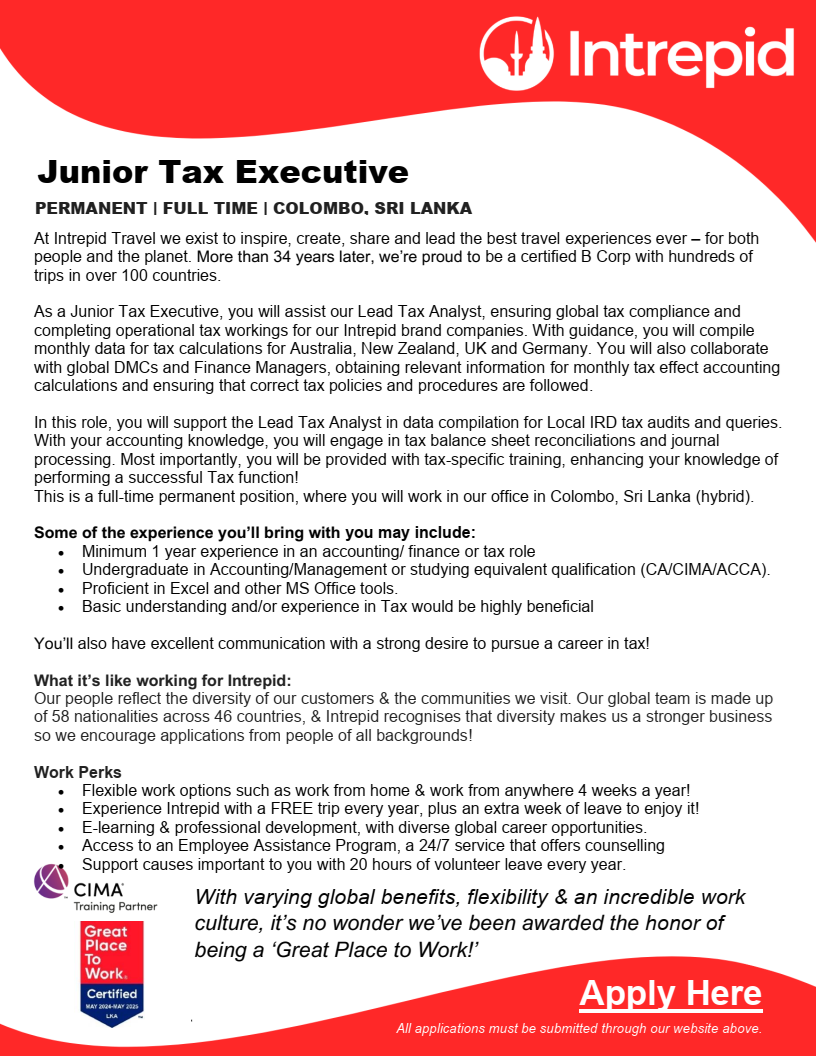 Intrepid
Junior Tax Executive
PERMANENT | FULL TIME | COLOMBO, SRI LANKA
At Intrepid Travel we exist to inspire, create, share and lead the best travel experiences ever – for both
people and the planet. More than 34 years later, we’re proud to be a certified B Corp with hundreds of
trips in over 100 countries.
As a Junior Tax Executive, you will assist our Lead Tax Analyst, ensuring global tax compliance and
completing operational tax workings for our Intrepid brand companies. With guidance, you will compile
monthly data for tax calculations for Australia, New Zealand, UK and Germany. You will also collaborate
with global DMCs and Finance Managers, obtaining relevant information for monthly tax effect accounting
calculations and ensuring that correct tax policies and procedures are followed.
In this role, you will support the Lead Tax Analyst in data compilation for Local IRD tax audits and queries.
With your accounting knowledge, you will engage in tax balance sheet reconciliations and journal
processing. Most importantly, you will be provided with tax-specific training, enhancing your knowledge of
performing a successful Tax function!
This is a full-time permanent position, where you will work in our office in Colombo, Sri Lanka (hybrid).
Some of the experience you’ll bring with you may include:
• Minimum 1 year experience in an accounting/ finance or tax role
• Undergraduate in Accounting/Management or studying equivalent qualification (CA/CIMA/ACCA).
• Proficient in Excel and other MS Office tools.
• Basic understanding and/or experience in Tax would be highly beneficial
You’ll also have excellent communication with a strong desire to pursue a career in tax!
What it’s like working for Intrepid:
Our people reflect the diversity of our customers & the communities we visit. Our global team is made up
of 58 nationalities across 46 countries, & Intrepid recognises that diversity makes us a stronger business
so we encourage applications from people of all backgrounds!
Work Perks
• Flexible work options such as work from home & work from anywhere 4 weeks a year!
• Experience Intrepid with a FREE trip every year, plus an extra week of leave to enjoy it!
• E-learning & professional development, with diverse global career opportunities.
• Access to an Employee Assistance Program, a 24/7 service that offers counselling
• Support causes important to you with 20 hours of volunteer leave every year.
CIMA
Training Partner
With varying global benefits, flexibility & an incredible work
culture, it’s no wonder we’ve been awarded the honor of
being a ‘Great Place to Work!’
Great
Place
To
Work.
Certified
MAY 2024-MAY 2025
LKA
Apply Here
All applications must be submitted through our website above.